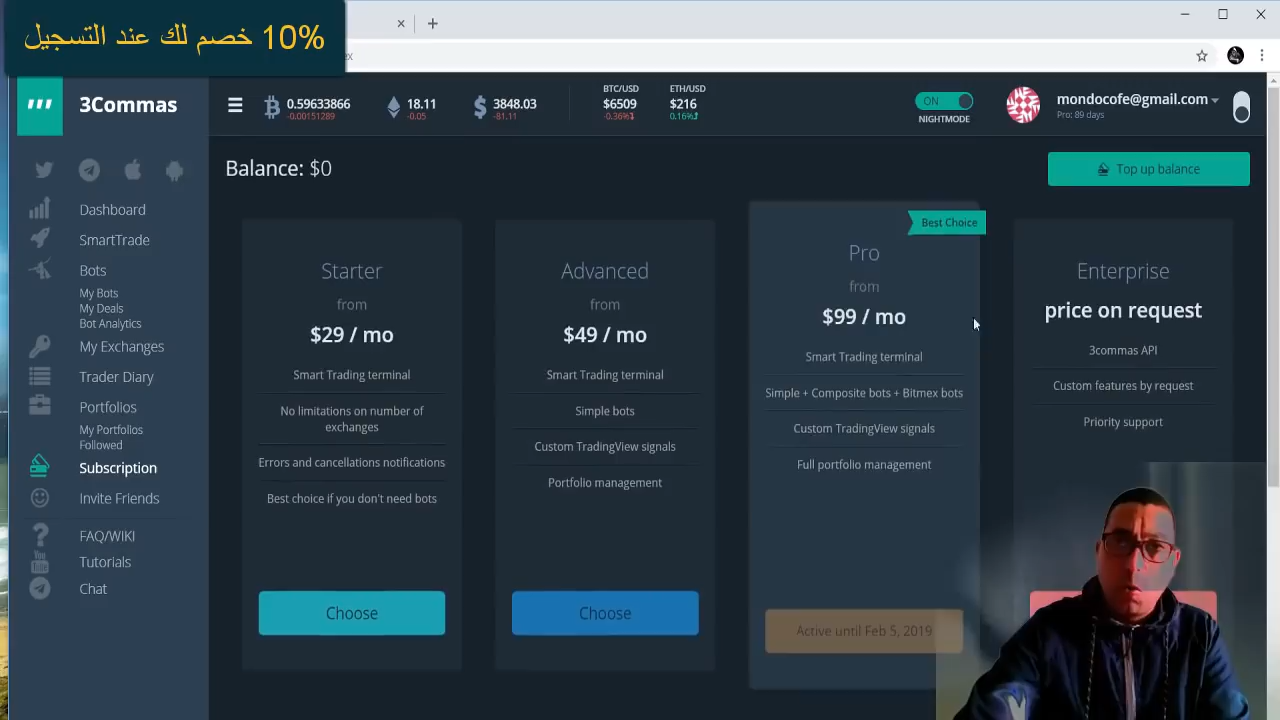 10% خصم لك عند التسجيل
3Commas
0.59633866
-0.00151289
18.11
-0.05
3848.03
-81.11
BTC/USD
$6509
-0.36%
ETH/USD
$216
0.16%
ON
NIGHTMODE
mondocofe@gmail.com
Pro: 89 days
Dashboard
SmartTrade
Bots
My Bots
My Deals
Bot Analytics
My Exchanges
Trader Diary
Portfolios
My Portfolios
Followed
Subscription
Invite Friends
FAQ/WIKI
Tutorials
Chat
Balance: $0
Top up balance
Starter
from
$29 / mo
Smart Trading terminal
No limitations on number of
exchanges
Errors and cancellations notifications
Best choice if you don't need bots
Choose
Advanced
from
$49 / mo
Smart Trading terminal
Simple bots
Custom TradingView signals
Portfolio management
Choose
Best Choice
Pro
from
$99 / mo
Smart Trading terminal
Simple + Composite bots + Bitmex bots
Custom TradingView signals
Full portfolio management
Active until Feb 5, 2019
Enterprise
price on request
3commas API
Custom features by request
Priority support